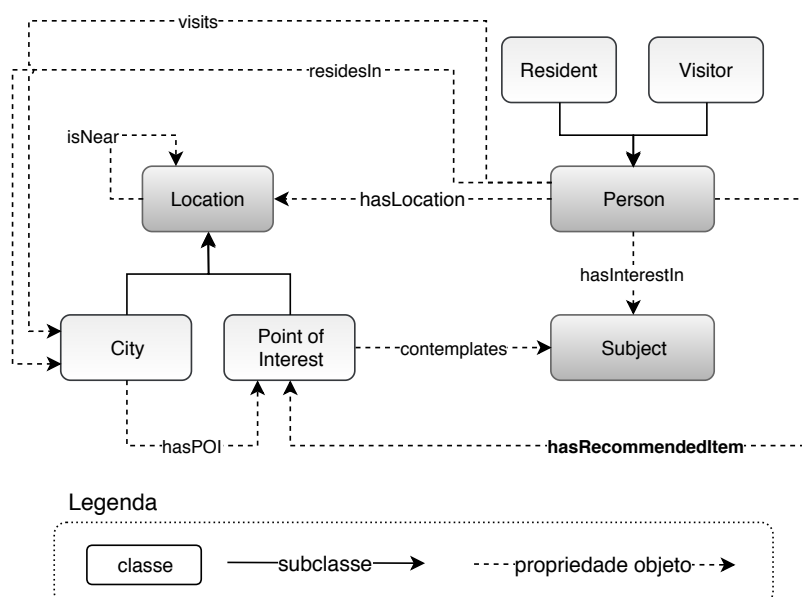 visits
residesIn
Resident
Visitor
isNear
Location
hasLocation
Person
hasInterestIn
City
Point of
Interest
contemplates
Subject
hasPOI
hasRecommendedItem
Legenda
classe
subclasse
propriedade objeto